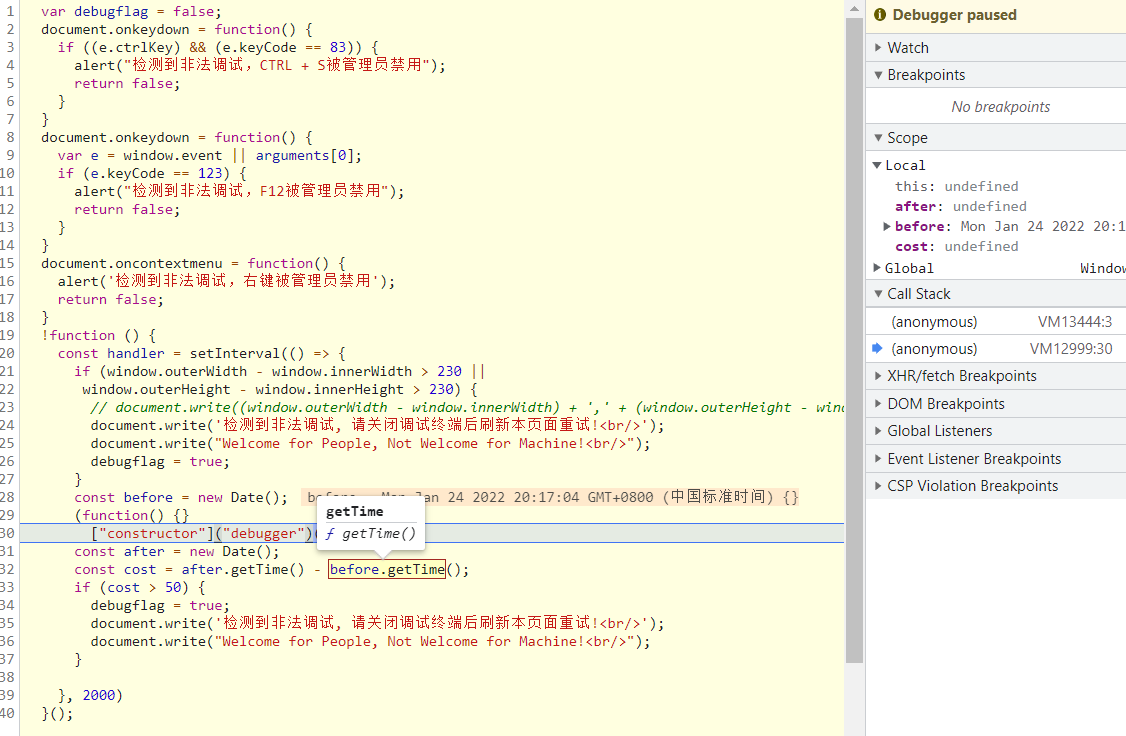 1 var debugflag = false;
2 document.onkeydown = function() {
3 if ((e.ctrlKey) && (e.keyCode == 83)) {
4 alert("检测到非法调试，CTRL + S被管理员禁用");
5 return false;
6 }
7 }
8 document.onkeydown = function() {
9 var e = window.event || arguments[0];
10 if (e.keyCode == 123) {
11 alert("检测到非法调试，F12被管理员禁用");
12 return false;
13 }
14 }
15 document.oncontextmenu = function() {
16 alert('检测到非法调试，右键被管理员禁用');
17 return false;
18 }
19 !function () {
20 const handler = setInterval(() => {
21 if (window.outerWidth - window.innerWidth > 230 ||
22 window.outerHeight - window.innerHeight > 230) {
23 // document.write((window.outerWidth - window.innerWidth) + ',' + (window.outerHeight - win
24 document.write('检测到非法调试, 请关闭调试终端后刷新本页面重试!<br/>');
25 document.write("Welcome for People, Not Welcome for Machine!<br/>");
26 debugflag = true;
27 }
28 const before = new Date(); before = Mon Jan 24 2022 20:17:04 GMT+0800 (中国标准时间) {}
29 (function() {}
getTime
30 ["constructor"]("debugger")(
f getTime()
31 const after = new Date();
32 const cost = after.getTime() - before.getTime();
33 if (cost > 50) {
34 debugflag = true;
35 document.write('检测到非法调试, 请关闭调试终端后刷新本页面重试!<br/>');
36 document.write("Welcome for People, Not Welcome for Machine!<br/>");
37 }
38
39 }, 2000)
40 }();
Debugger paused
Watch
Breakpoints
No breakpoints
Scope
Local
this: undefined
after: undefined
before: Mon Jan 24 2022 20:1
cost: undefined
Global Window
Call Stack
(anonymous) VM13444:3
(anonymous) VM12999:30
XHR/fetch Breakpoints
DOM Breakpoints
Global Listeners
Event Listener Breakpoints
CSP Violation Breakpoints